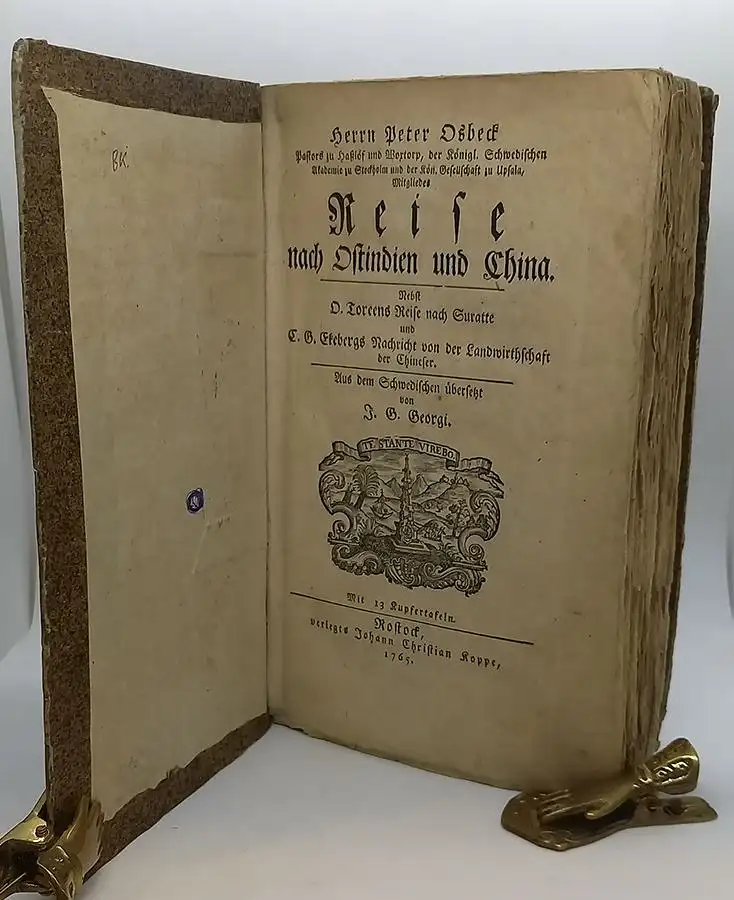 BK.
Herrn Peter Osbeck
Pastors zu Haßlöf und Woxtorp, der Königl. Schwedischen
Akademie zu Stockholm und der Kön. Gesellschaft zu Upsala,
Mitgliedes
Reise
nach Ostindien und China.
Nebst
O. Toreens Reise nach Suratte
und
C. G. Ekebergs Nachricht von der Landwirthschaft
der Chineser.
Aus dem Schwedischen übersetzt
von
J. G. Georgi.
TE STANTE VIREBO.
Mit 13 Kupfertafeln.
Rostock,
verlegts Johann Christian Koppe,
1765.